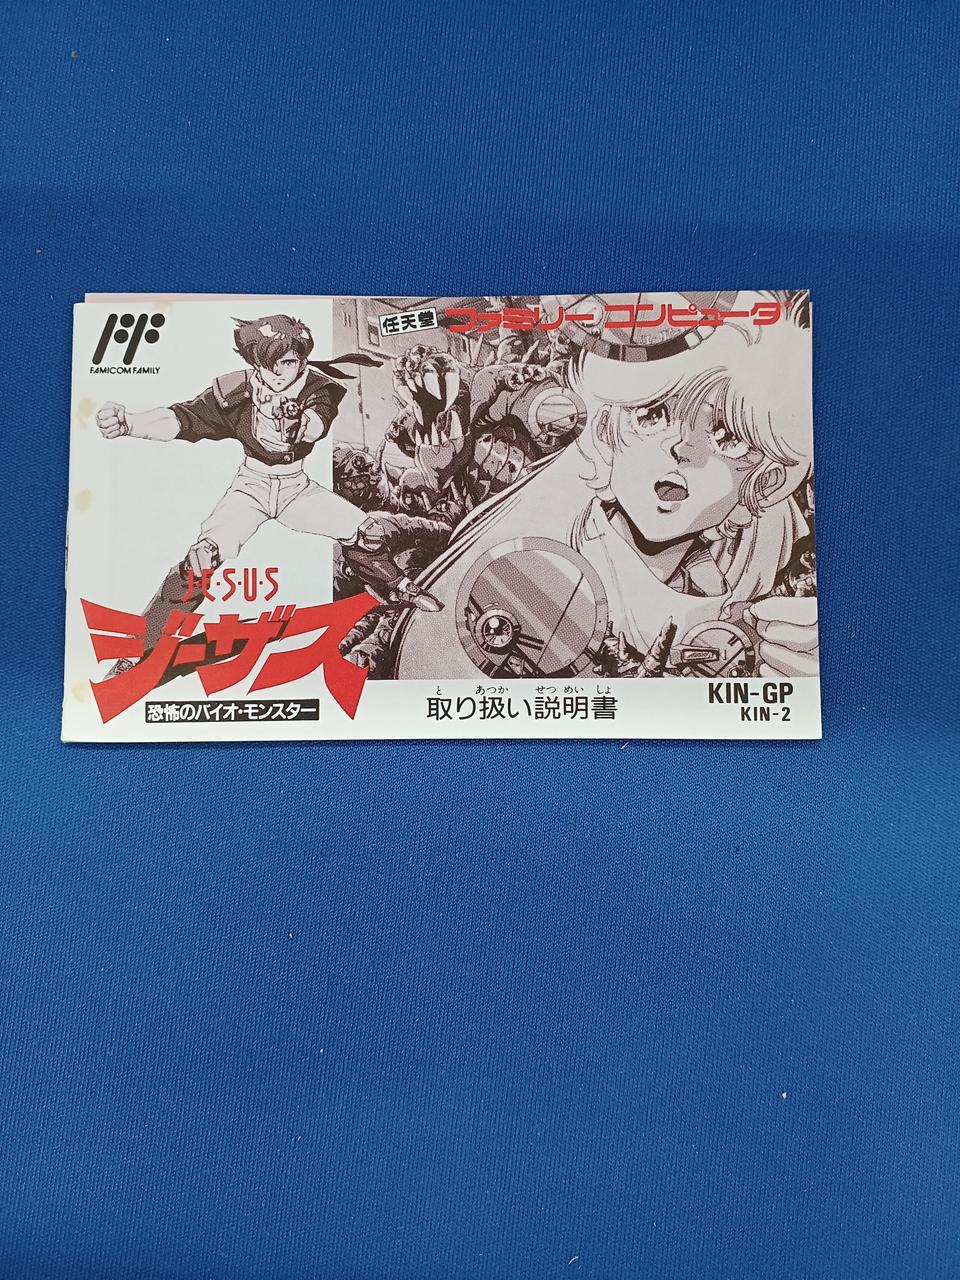 FAMICOM FAMILY
任天堂 ファミリーコンピュータ
J・E・S・U・S
ジーザス
恐怖のバイオ・モンスター
と あつか せつ めい しょ
取り扱い説明書
KIN-GP
KIN-2